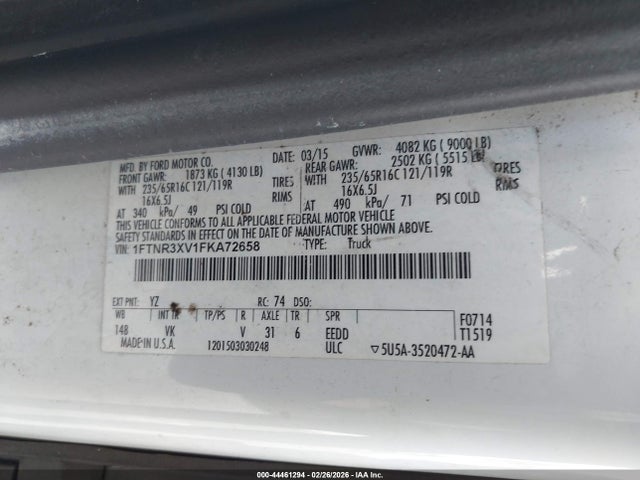 MFD. BY FORD MOTOR CO.
DATE: 03/15 GVWR: 4082 KG ( 9000 LB)
FRONT GAWR: 1873 KG ( 4130 LB)
REAR GAWR: 2502 KG ( 5515 LB)
WITH 235/65R16C 121/119R TIRES
WITH 235/65R16C 121/119R TIRES
16X6.5J RIMS
16X6.5J RIMS
AT 340 kPa/ 49 PSI COLD
AT 490 kPa/ 71 PSI COLD
THIS VEHICLE CONFORMS TO ALL APPLICABLE FEDERAL MOTOR VEHICLE
SAFETY STANDARDS IN EFFECT ON THE DATE OF MANUFACTURE SHOWN ABOVE.
VIN: 1FTNR3XV1FKA72658 TYPE: Truck
EXT PNT: YZ RC: 74 DSO:
WB INT TR TP/PS R AXLE TR SPR F0714
148 VK V 31 6 EEDD T1519
MADE IN U.S.A. 1201503030248 ULC ▽5U5A-3520472-AA
000-44461294 - 02/26/2026 - IAA Inc.